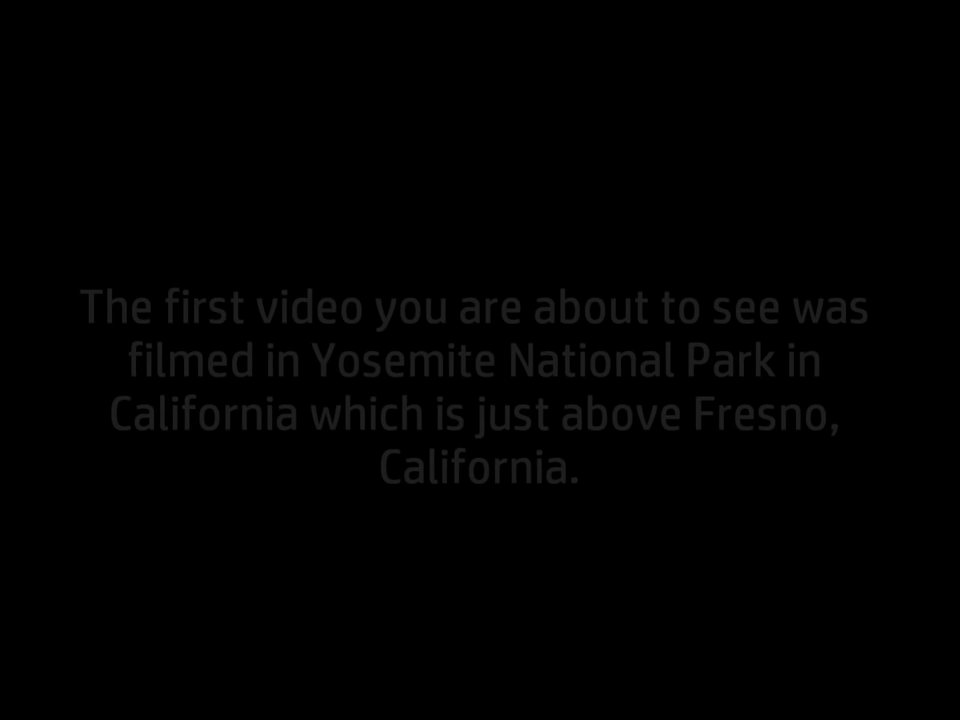 The first video you are about to see was
filmed in Yosemite National Park in
California which is just above Fresno,
California.